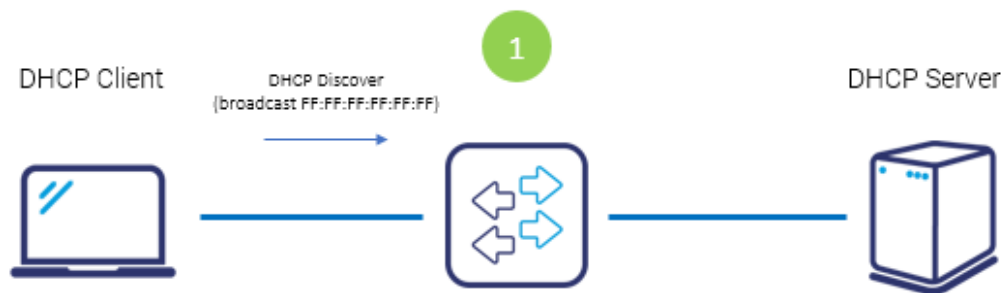 1
DHCP Client
DHCP Discover
(broadcast FF:FF:FF:FF:FF:FF)
DHCP Server